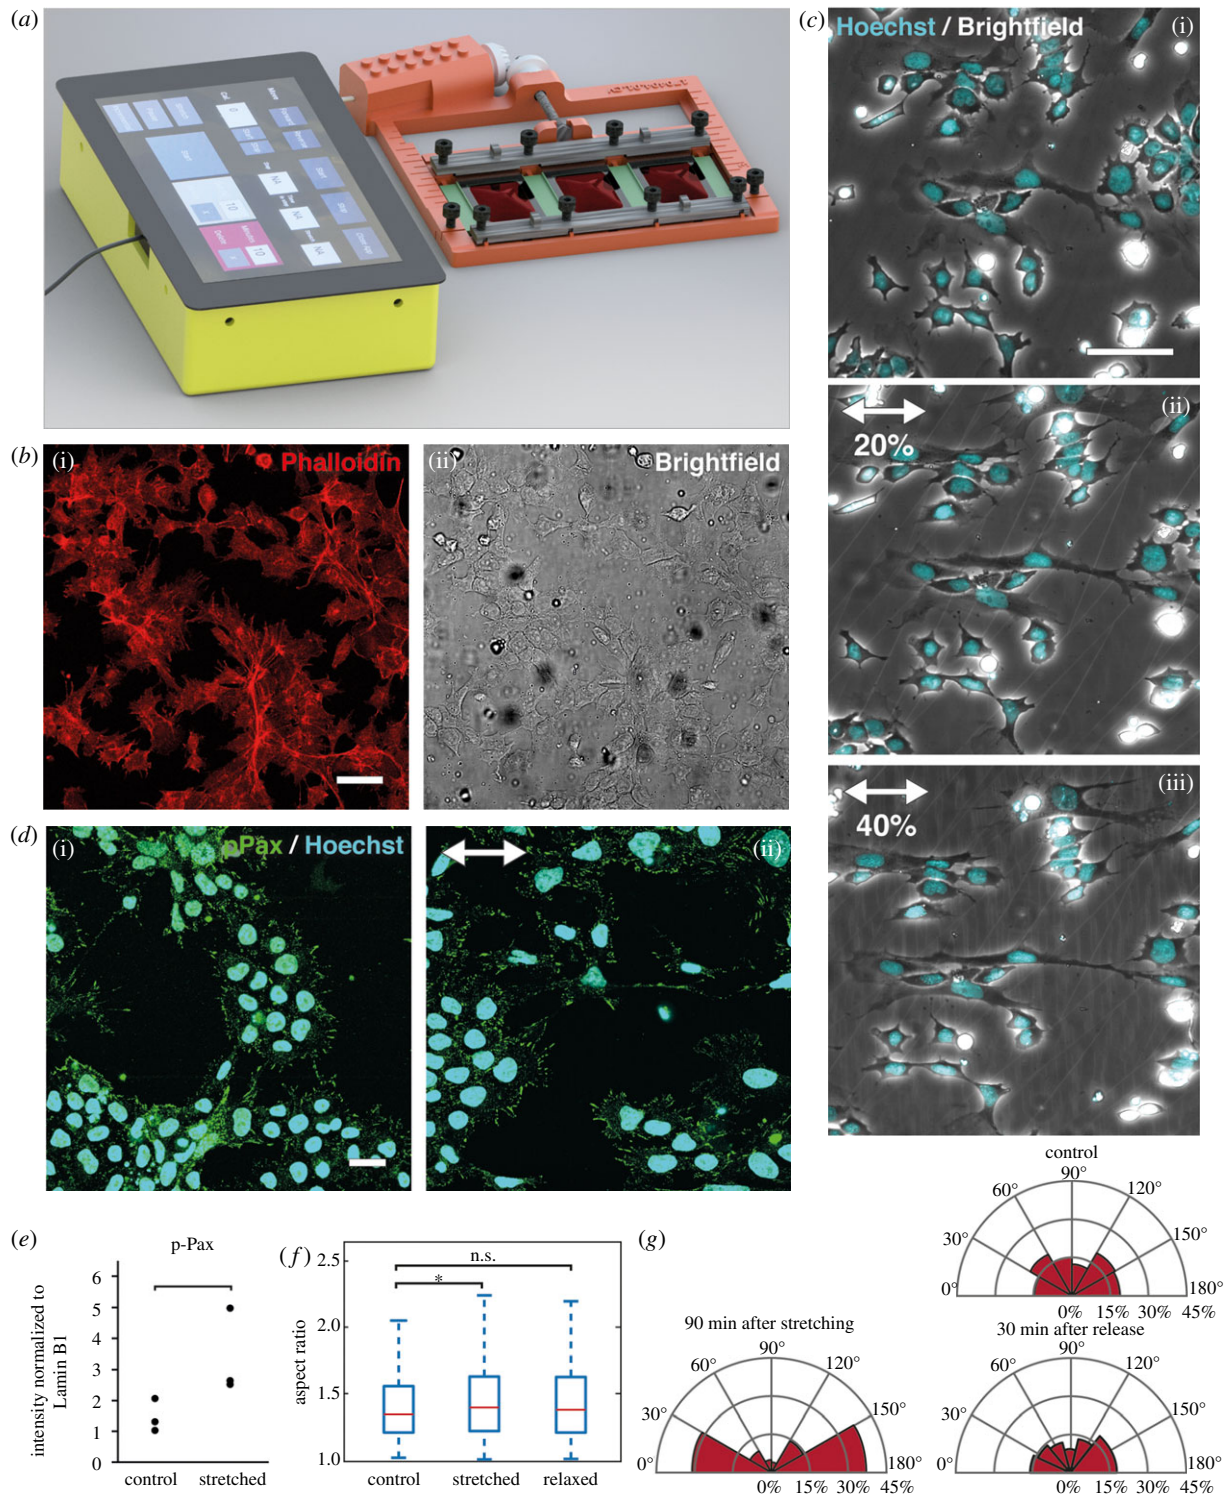 (a)
(b)
(i) Phalloidin
(ii) Brightfield
(c) Hoechst / Brightfield (i)
(ii)
20%
(iii)
40%
(d)
(i) pPax / Hoechst
(ii)
(e)
p-Pax
intensity normalized to
Lamin B1
6
5
4
3
2
1
0
control stretched
(f)
aspect ratio
2.5
2.0
1.5
1.0
n.s.
*
control stretched relaxed
(g)
control
90°
60° 120°
30° 150°
0° 180°
0% 15% 30% 45%
90 min after stretching
90°
60° 120°
30° 150°
0° 180°
0% 15% 30% 45%
30 min after release
90°
60° 120°
30° 150°
0° 180°
0% 15% 30% 45%